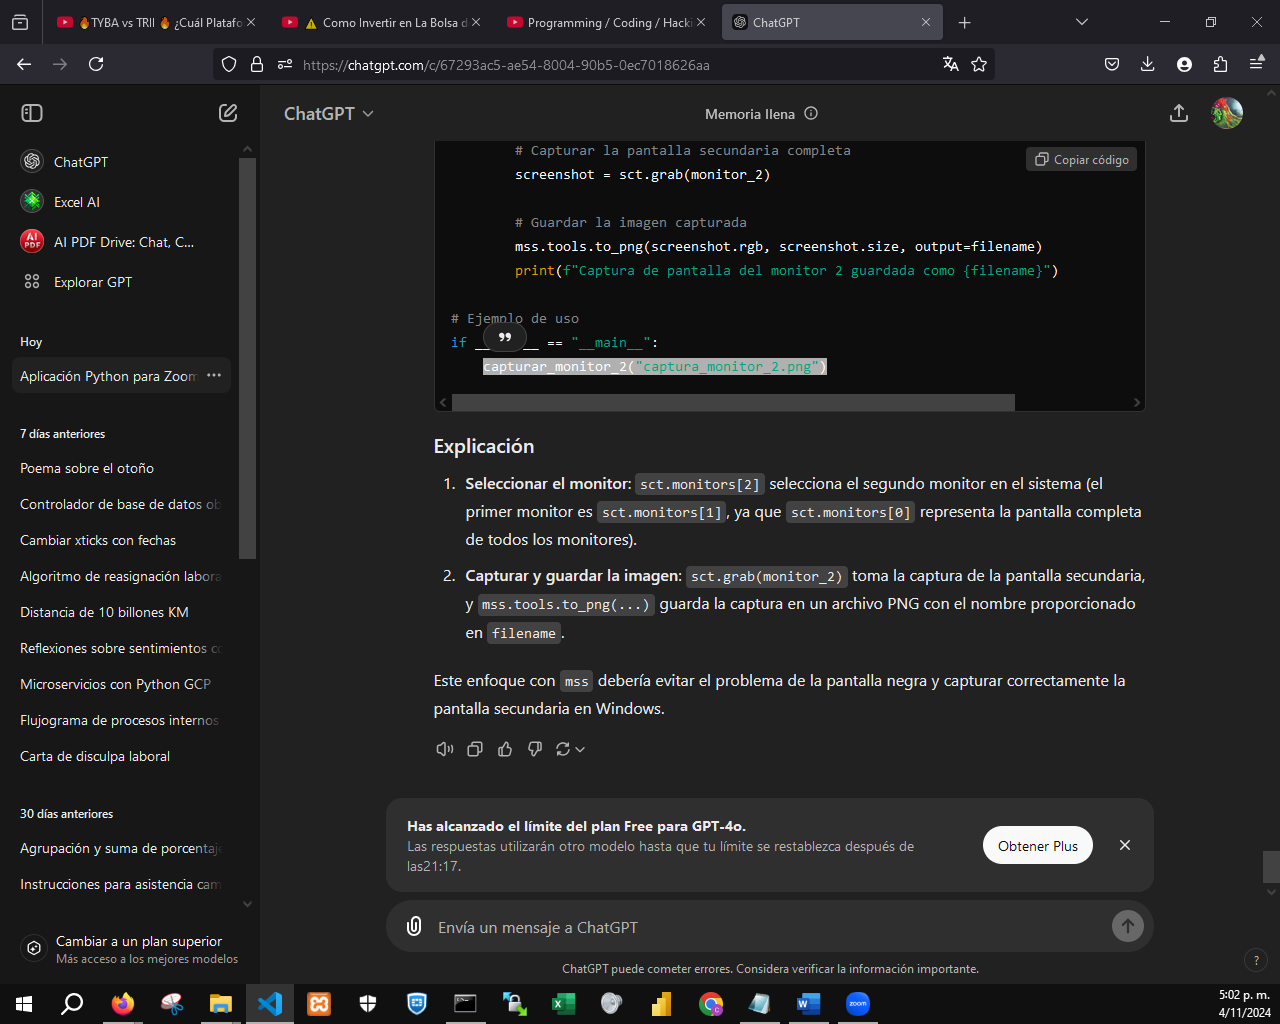 🔥TYBA vs TRII 🔥 ¿Cuál Platafo
⚠️ Como Invertir en La Bolsa d
Programming / Coding / Hacki
ChatGPT
https://chatgpt.com/c/67293ac5-ae54-8004-90b5-0ec7018626aa
ChatGPT
Memoria llena
ChatGPT
Excel AI
AI PDF Drive: Chat, C...
Explorar GPT
Hoy
Aplicación Python para Zoom
7 días anteriores
Poema sobre el otoño
Controlador de base de datos ob
Cambiar xticks con fechas
Algoritmo de reasignación labora
Distancia de 10 billones KM
Reflexiones sobre sentimientos co
Microservicios con Python GCP
Flujograma de procesos internos
Carta de disculpa laboral
30 días anteriores
Agrupación y suma de porcentaje
Instrucciones para asistencia cam
Cambiar a un plan superior
Más acceso a los mejores modelos
# Capturar la pantalla secundaria completa
Copiar código
screenshot = sct.grab(monitor_2)
# Guardar la imagen capturada
mss.tools.to_png(screenshot.rgb, screenshot.size, output=filename)
print(f"Captura de pantalla del monitor 2 guardada como {filename}")
# Ejemplo de uso
if == "__main__":
capturar_monitor_2("captura_monitor_2.png")
Explicación
1. Seleccionar el monitor: sct.monitors[2] selecciona el segundo monitor en el sistema (el
primer monitor es sct.monitors[1], ya que sct.monitors[0] representa la pantalla completa
de todos los monitores).
2. Capturar y guardar la imagen: sct.grab(monitor_2) toma la captura de la pantalla secundaria,
y mss.tools.to_png(...) guarda la captura en un archivo PNG con el nombre proporcionado
en filename.
Este enfoque con mss debería evitar el problema de la pantalla negra y capturar correctamente la
pantalla secundaria en Windows.
Has alcanzado el límite del plan Free para GPT-4o.
Las respuestas utilizarán otro modelo hasta que tu límite se restablezca después de
las21:17.
Obtener Plus
Envía un mensaje a ChatGPT
ChatGPT puede cometer errores. Considera verificar la información importante.
?
5:02 p. m.
4/11/2024